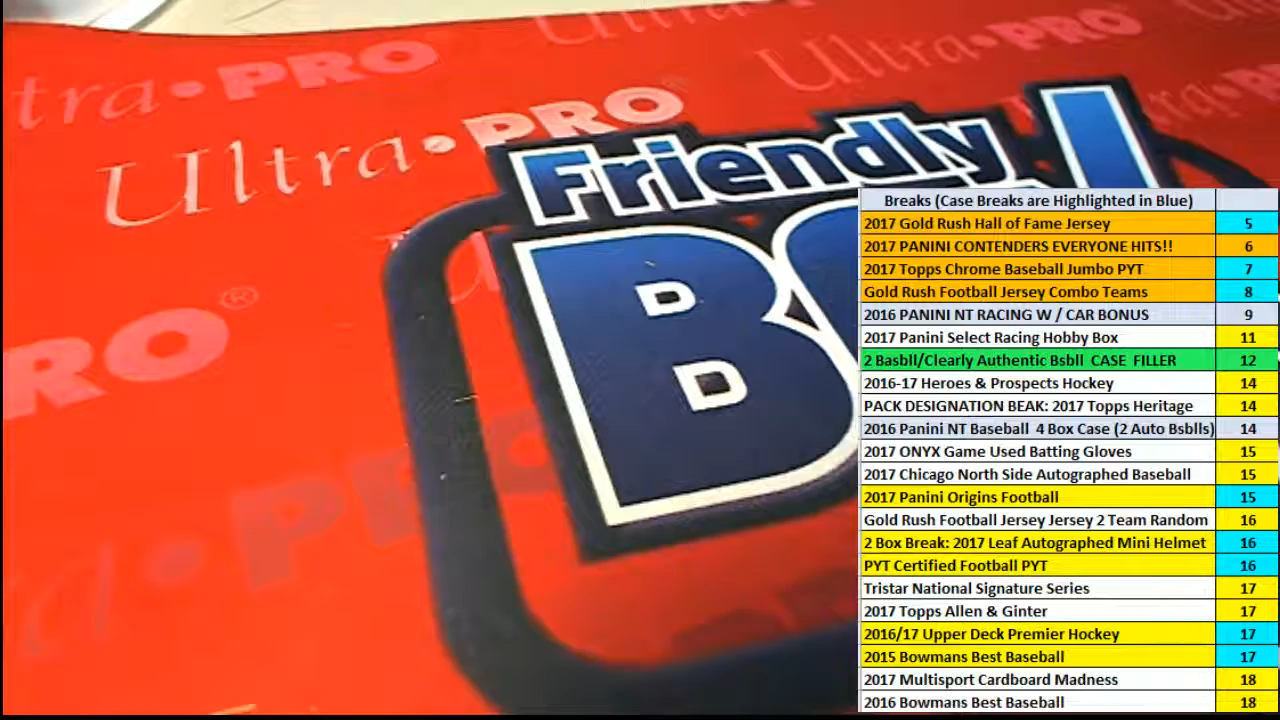 Ultra
Ultra•PRO
tra•PRO
Ultra•PRO
Ultra•PRO
PRO®
Friendly
Breaks (Case Breaks are Highlighted in Blue)
2017 Gold Rush Hall of Fame Jersey 5
2017 PANINI CONTENDERS EVERYONE HITS!! 6
2017 Topps Chrome Baseball Jumbo PYT 7
Gold Rush Football Jersey Combo Teams 8
2016 PANINI NT RACING W / CAR BONUS 9
2017 Panini Select Racing Hobby Box 11
2 Basbll/Clearly Authentic Bsbll CASE FILLER 12
2016-17 Heroes & Prospects Hockey 14
PACK DESIGNATION BEAK: 2017 Topps Heritage 14
2016 Panini NT Baseball 4 Box Case (2 Auto Bsblls) 14
2017 ONYX Game Used Batting Gloves 15
2017 Chicago North Side Autographed Baseball 15
2017 Panini Origins Football 15
Gold Rush Football Jersey Jersey 2 Team Random 16
2 Box Break: 2017 Leaf Autographed Mini Helmet 16
PYT Certified Football PYT 16
Tristar National Signature Series 17
2017 Topps Allen & Ginter 17
2016/17 Upper Deck Premier Hockey 17
2015 Bowmans Best Baseball 17
2017 Multisport Cardboard Madness 18
2016 Bowmans Best Baseball 18